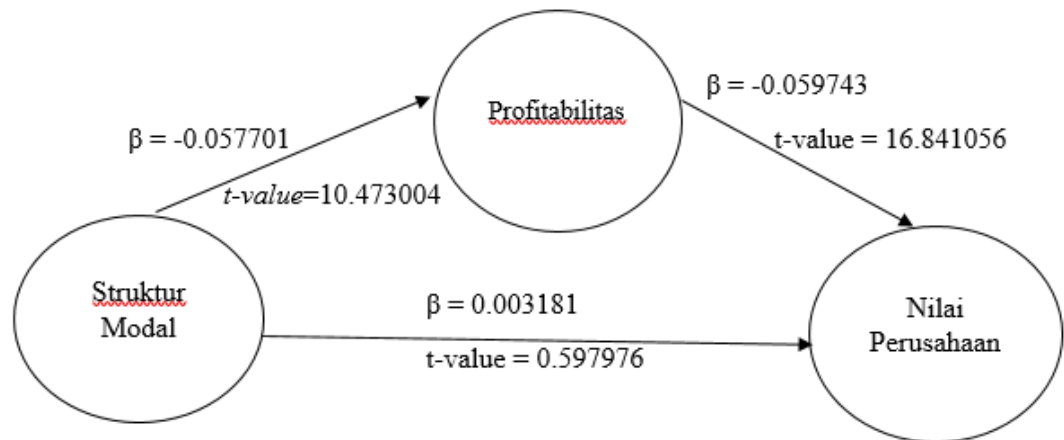 Profitabilitas
β = -0.059743
β = -0.057701
t-value = 16.841056
t-value=10.473004
Struktur
Modal
β = 0.003181
t-value = 0.597976
Nilai
Perusahaan